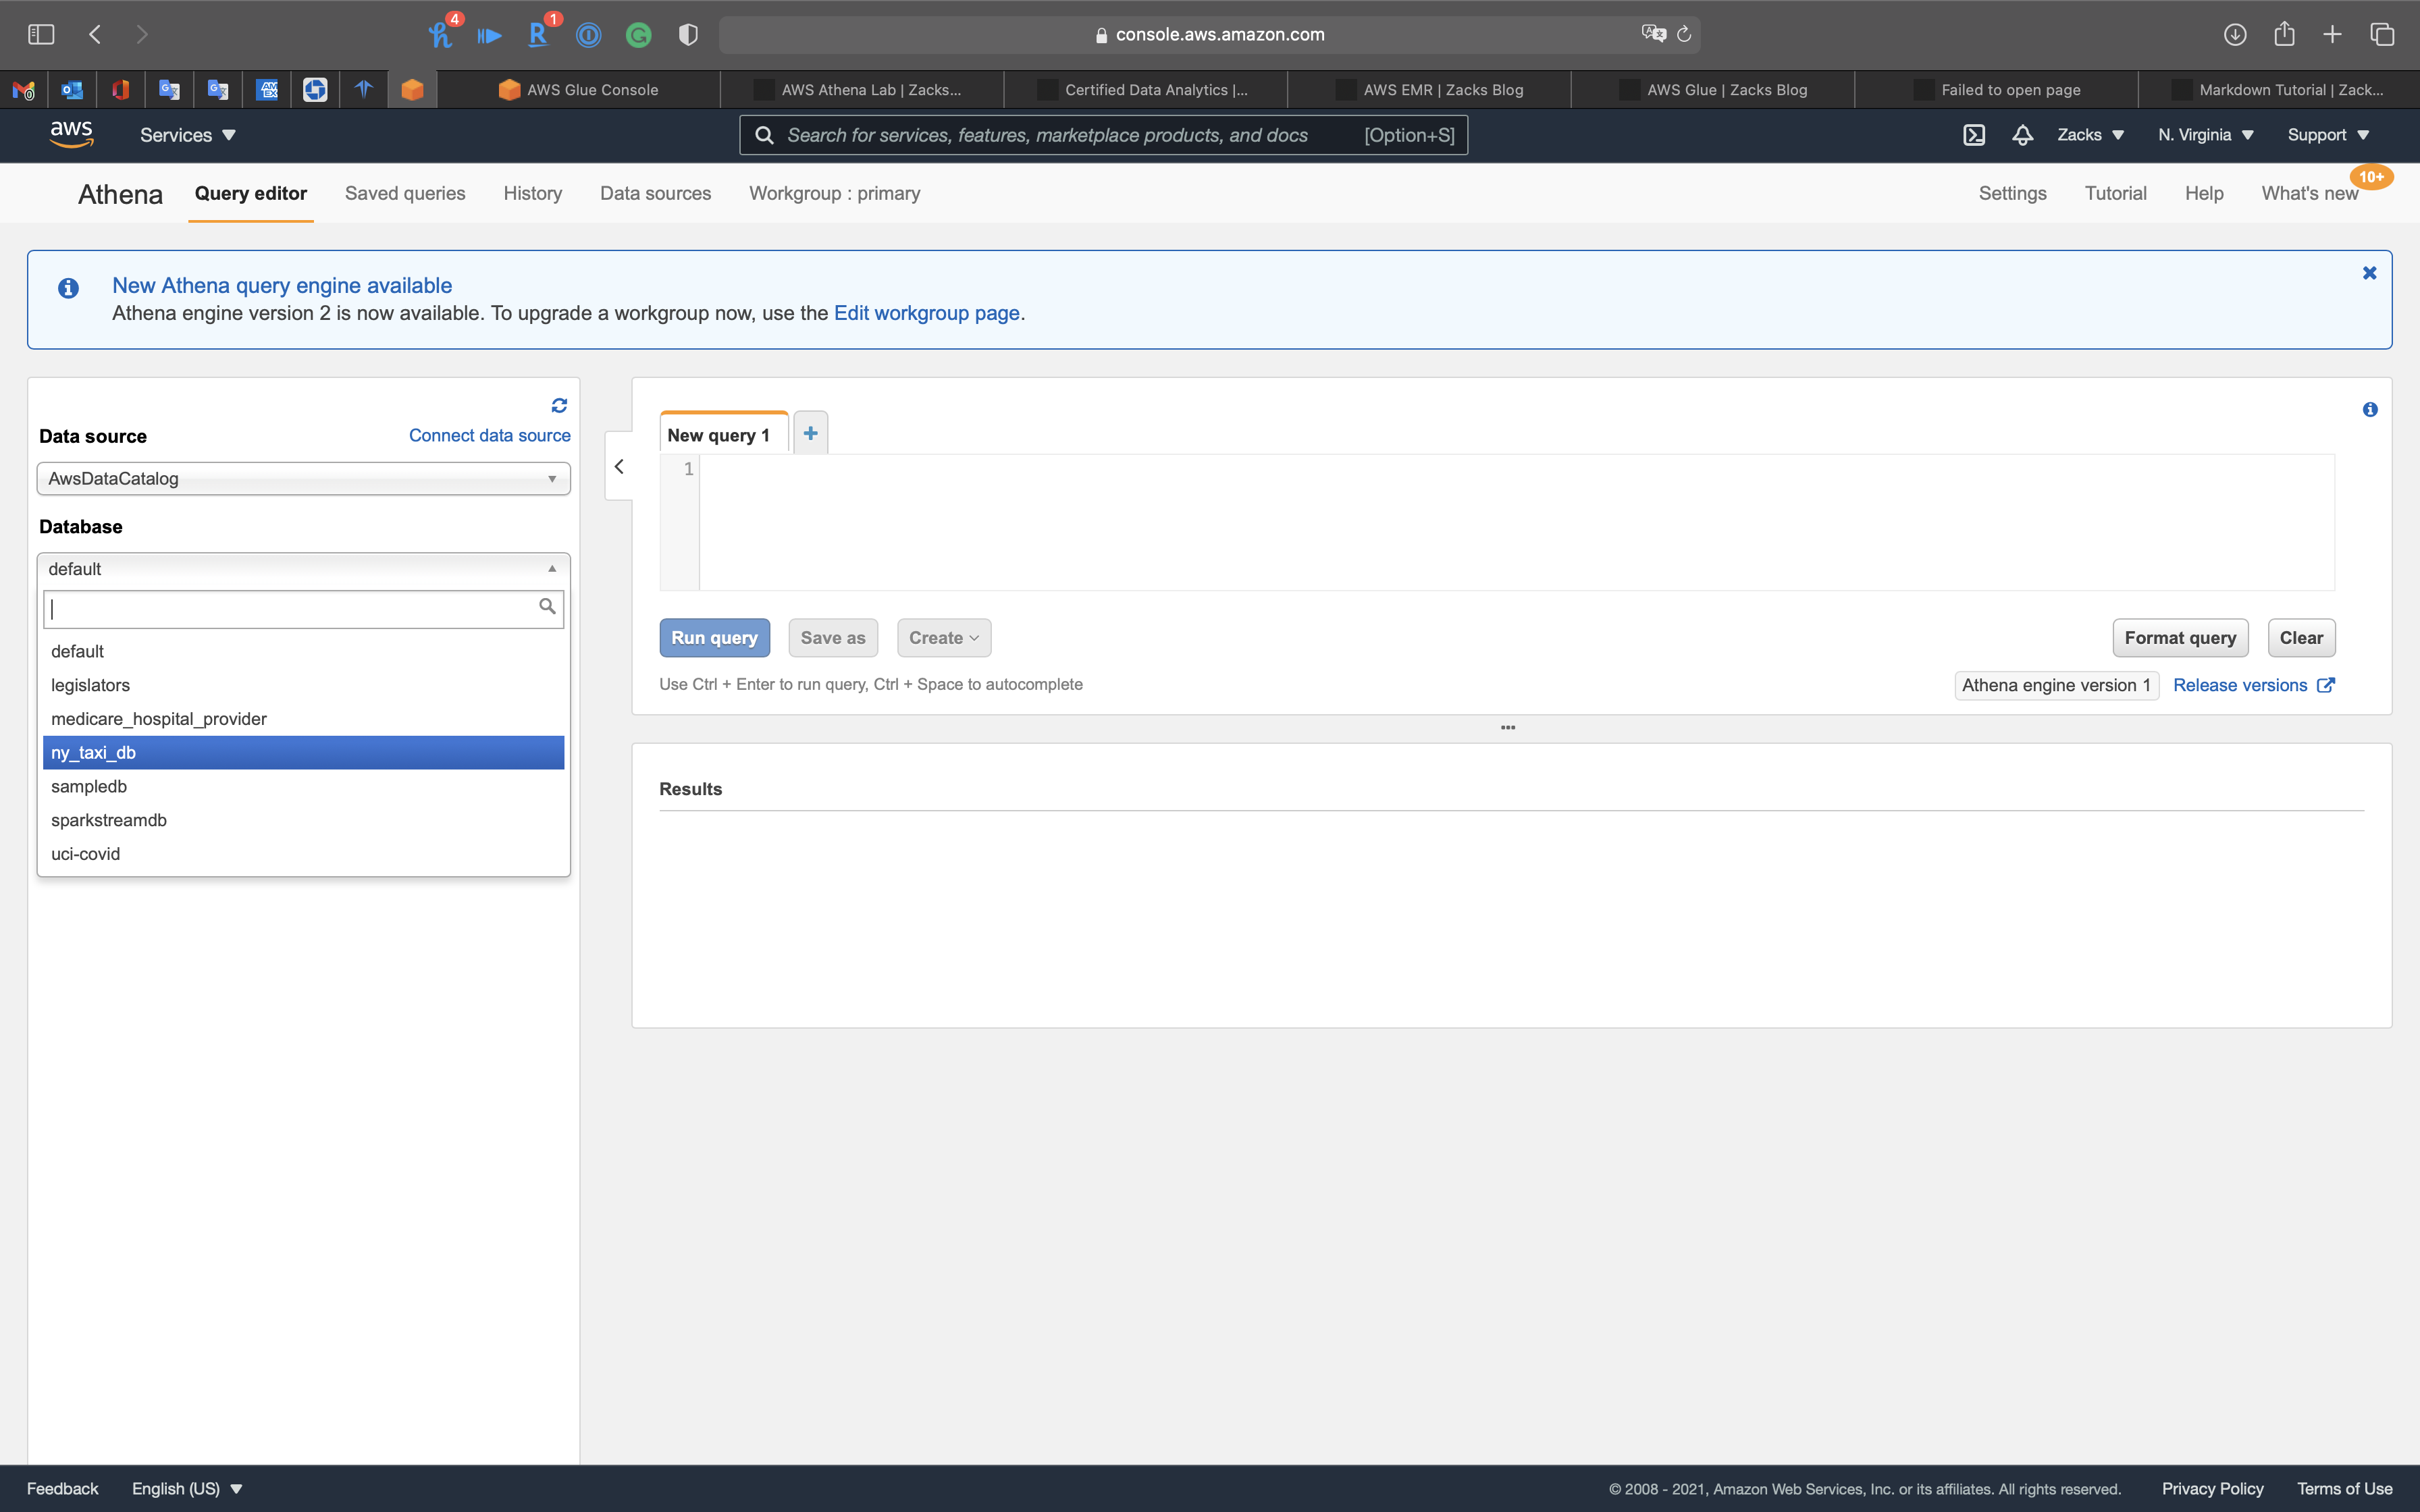 4
1
console.aws.amazon.com
AWS Glue Console
AWS Athena Lab | Zacks...
Certified Data Analytics |...
AWS EMR | Zacks Blog
AWS Glue | Zacks Blog
Failed to open page
Markdown Tutorial | Zack...
aws
Services
Search for services, features, marketplace products, and docs
[Option+S]
Zacks
N. Virginia
Support
Athena
Query editor
Saved queries
History
Data sources
Workgroup : primary
Settings
Tutorial
Help
What's new
10+
New Athena query engine available
Athena engine version 2 is now available. To upgrade a workgroup now, use the Edit workgroup page.
Data source
Connect data source
AwsDataCatalog
Database
default
default
legislators
medicare_hospital_provider
ny_taxi_db
sampledb
sparkstreamdb
uci-covid
New query 1
1
Run query
Save as
Create
Format query
Clear
Use Ctrl + Enter to run query, Ctrl + Space to autocomplete
Athena engine version 1
Release versions
Results
Feedback
English (US)
© 2008 - 2021, Amazon Web Services, Inc. or its affiliates. All rights reserved.
Privacy Policy
Terms of Use